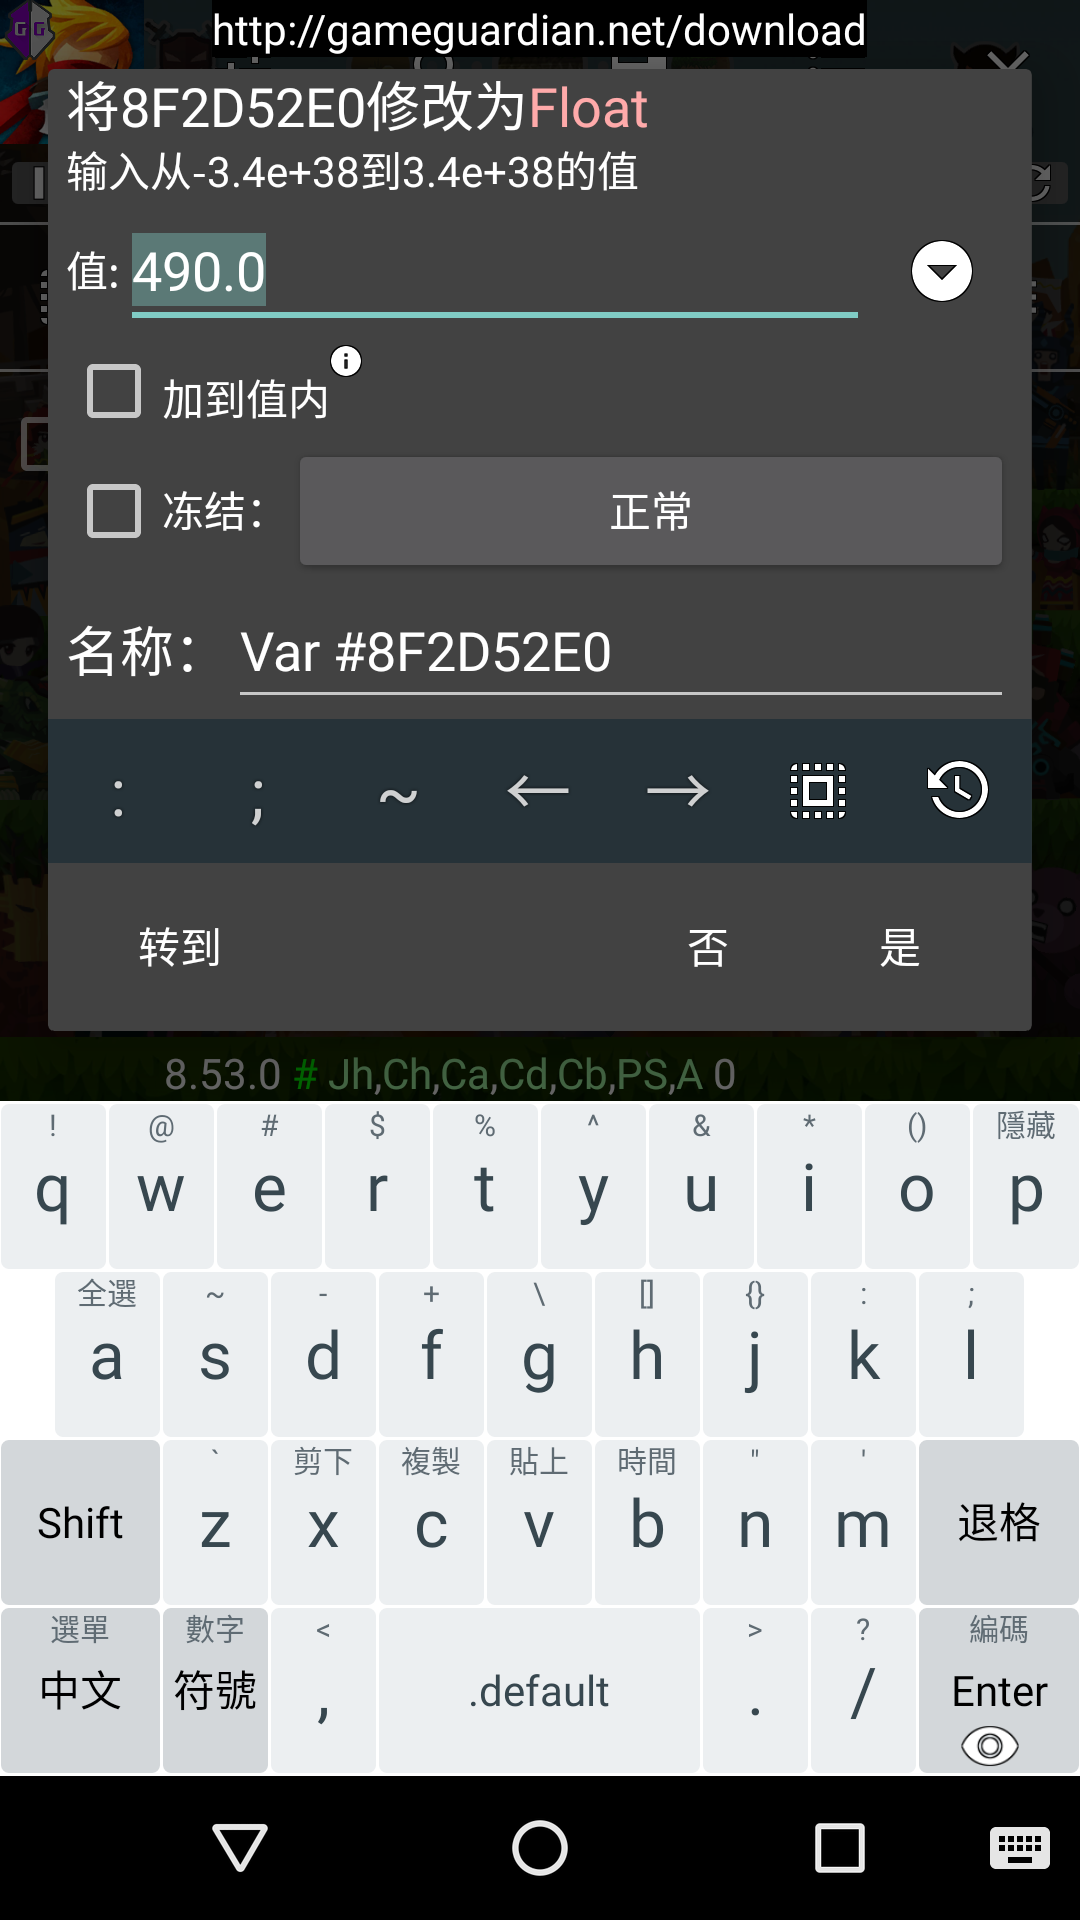 http://gameguardian.net/download
将8F2D52E0修改为Float
输入从-3.4e+38到3.4e+38的值
值: 490.0
加到值内
冻结： 正常
名称： Var #8F2D52E0
: ; ~ ← →
转到 否 是
8.53.0 # Jh,Ch,Ca,Cd,Cb,PS,A 0
! @ # $ % ^ & * () 隱藏
q w e r t y u i o p
全選 ~ - + \ [] {} : ;
a s d f g h j k l
` 剪下 複製 貼上 時間 " '
Shift z x c v b n m 退格
選單 數字 < > ? 編碼
中文 符號 , .default . / Enter